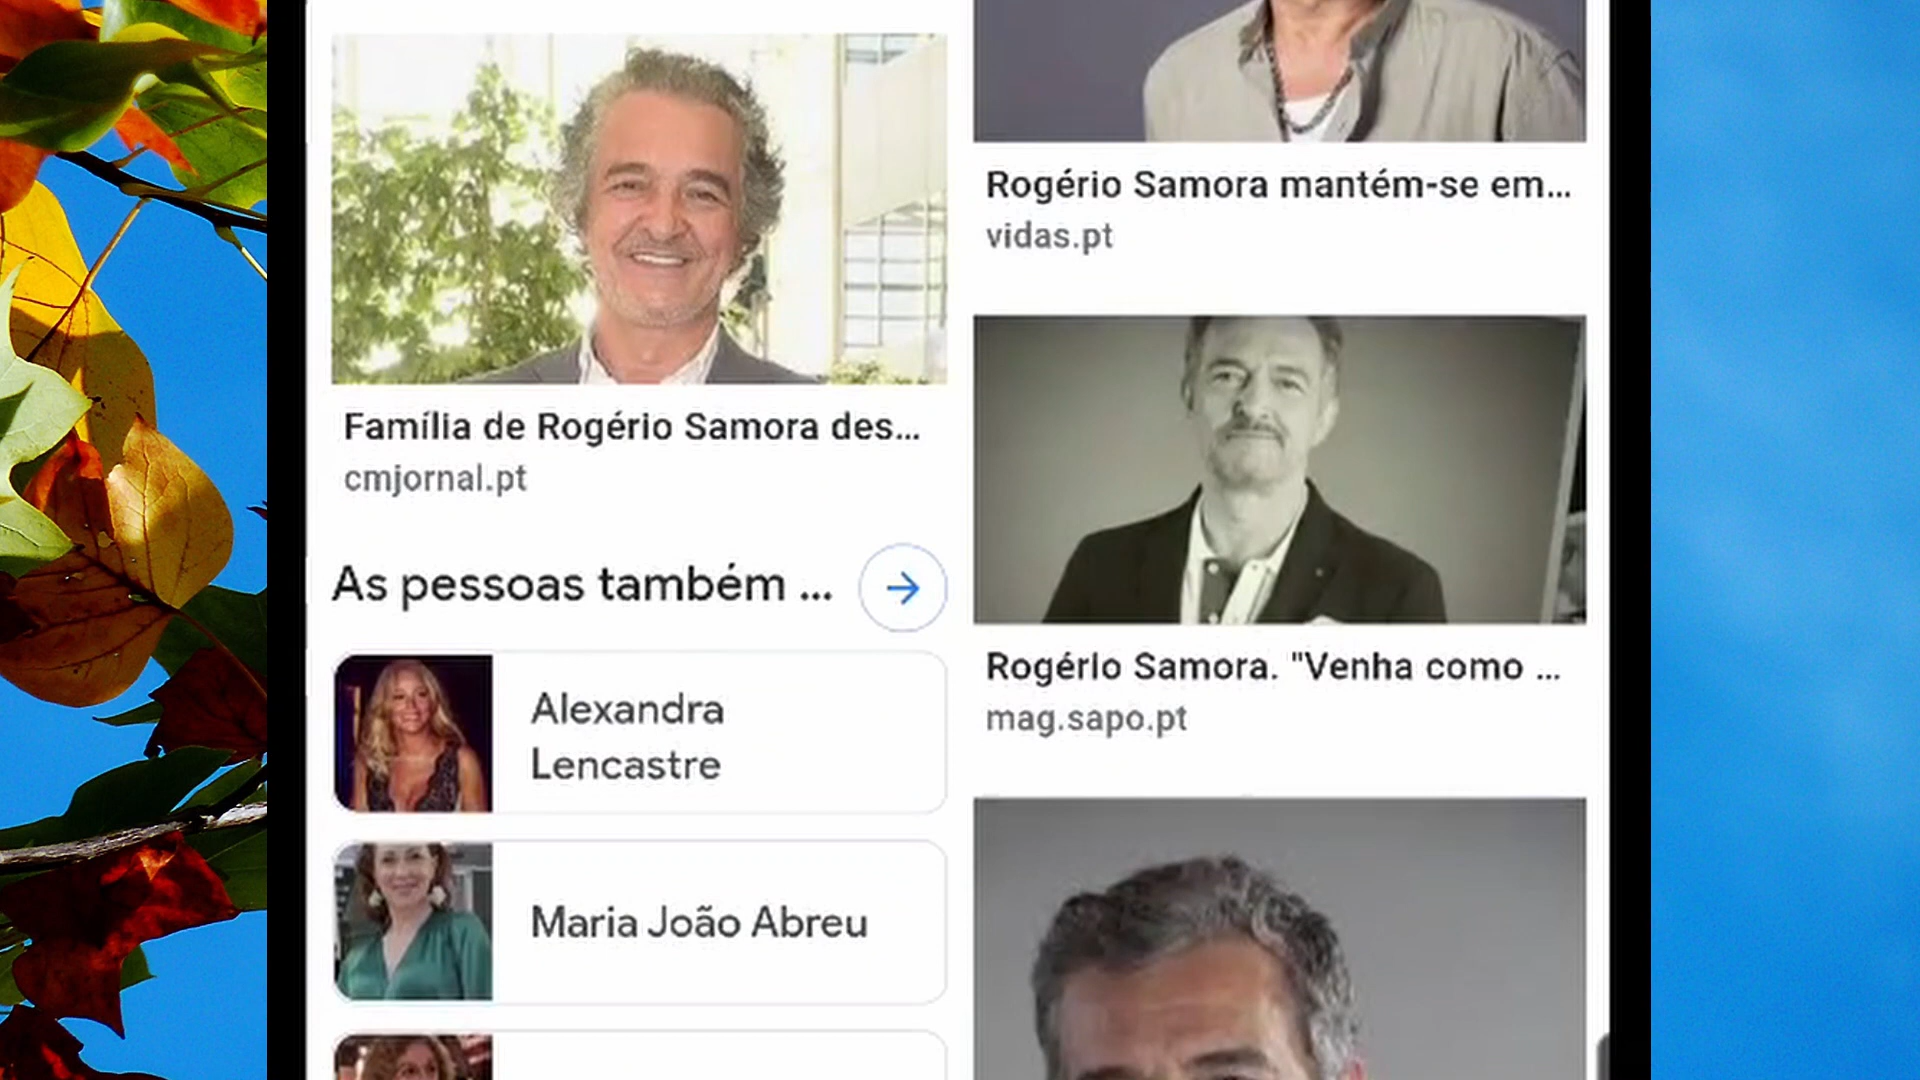 Família de Rogério Samora des...
cmjornal.pt
As pessoas também ...
Alexandra
Lencastre
Maria João Abreu
Rogério Samora mantém-se em...
vidas.pt
Rogério Samora. "Venha como ...
mag.sapo.pt